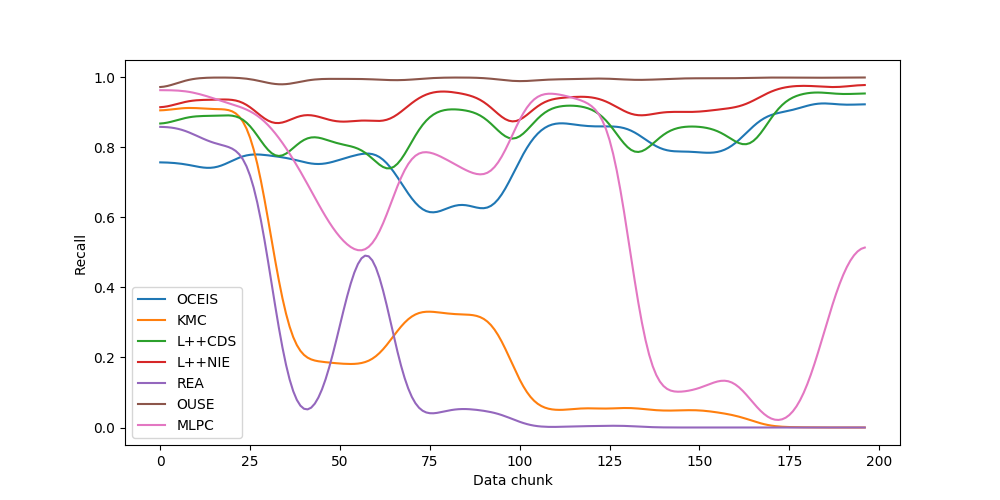 1.0
0.8
0.6
0.4
0.2
0.0
Recall
OCEIS
KMC
L++CDS
L++NIE
REA
OUSE
MLPC
0 25 50 75 100 125 150 175 200
Data chunk